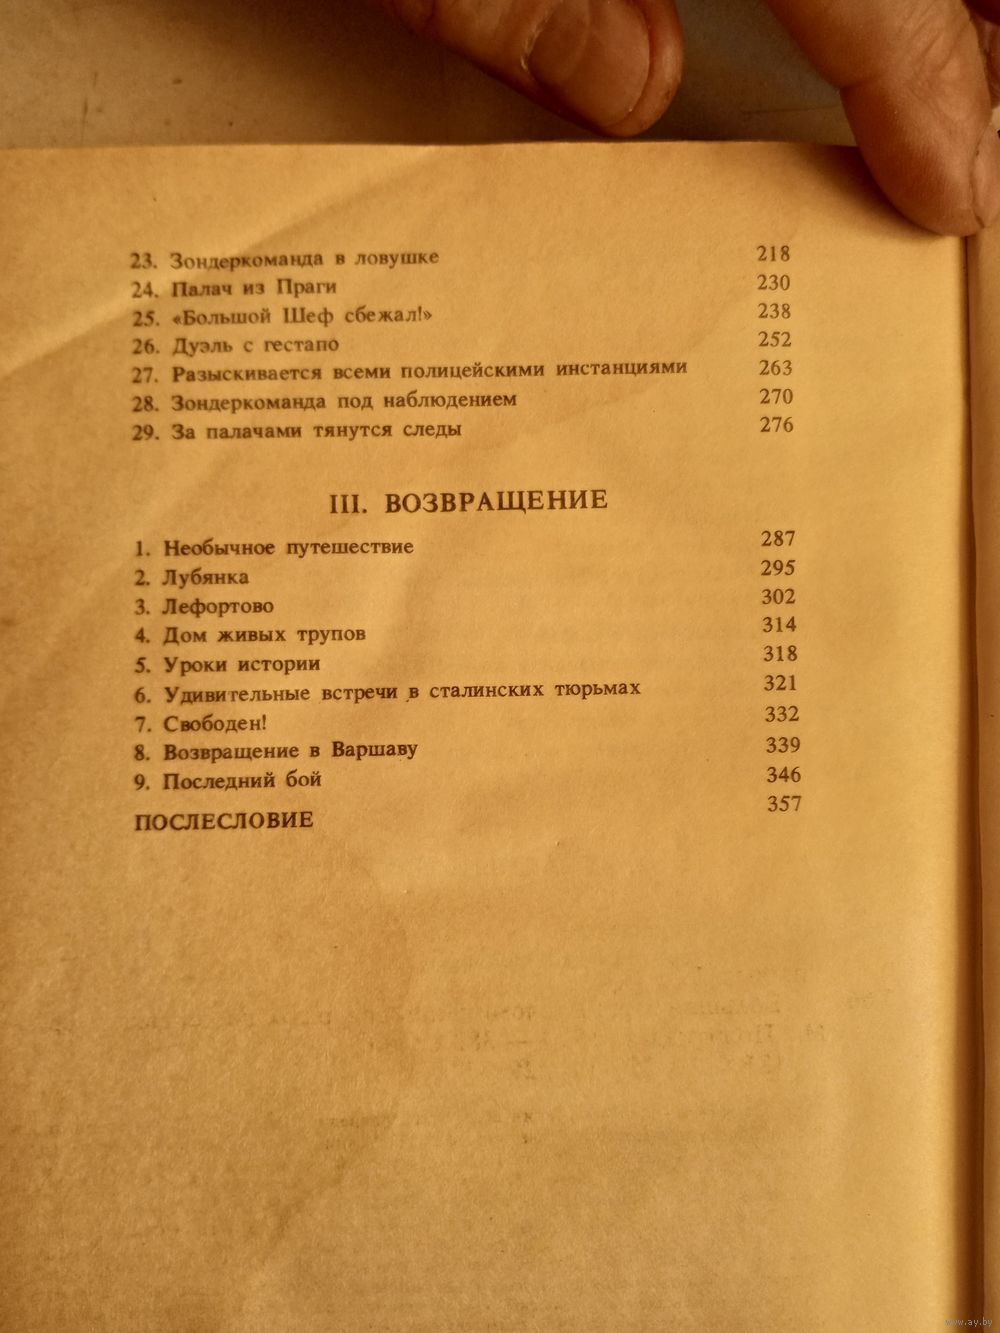 23. Зондеркоманда в ловушке 218
24. Палач из Праги 230
25. «Большой Шеф сбежал!» 238
26. Дуэль с гестапо 252
27. Разыскивается всеми полицейскими инстанциями 263
28. Зондеркоманда под наблюдением 270
29. За палачами тянутся следы 276
III. ВОЗВРАЩЕНИЕ
1. Необычное путешествие 287
2. Лубянка 295
3. Лефортово 302
4. Дом живых трупов 314
5. Уроки истории 318
6. Удивительные встречи в сталинских тюрьмах 321
7. Свободен! 332
8. Возвращение в Варшаву 339
9. Последний бой 346
ПОСЛЕСЛОВИЕ 357
www.ay.by